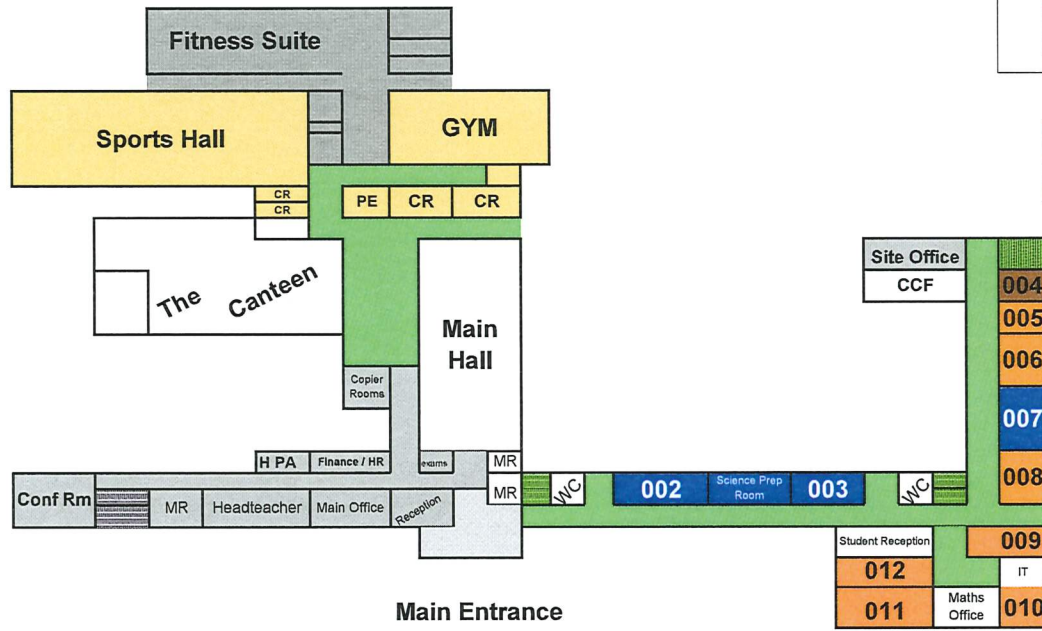 Fitness Suite
Sports Hall
GYM
CR
CR
PE
CR
CR
The Canteen
Main
Hall
Site Office
CCF
004
005
006
007
008
Copier
Rooms
H PA
Finance / HR
exams
MR
Conf Rm
MR
Headteacher
Main Office
Reception
MR
WC
002
Science Prep
Room
003
WC
Student Reception
009
012
IT
011
Maths
Office
010
Main Entrance